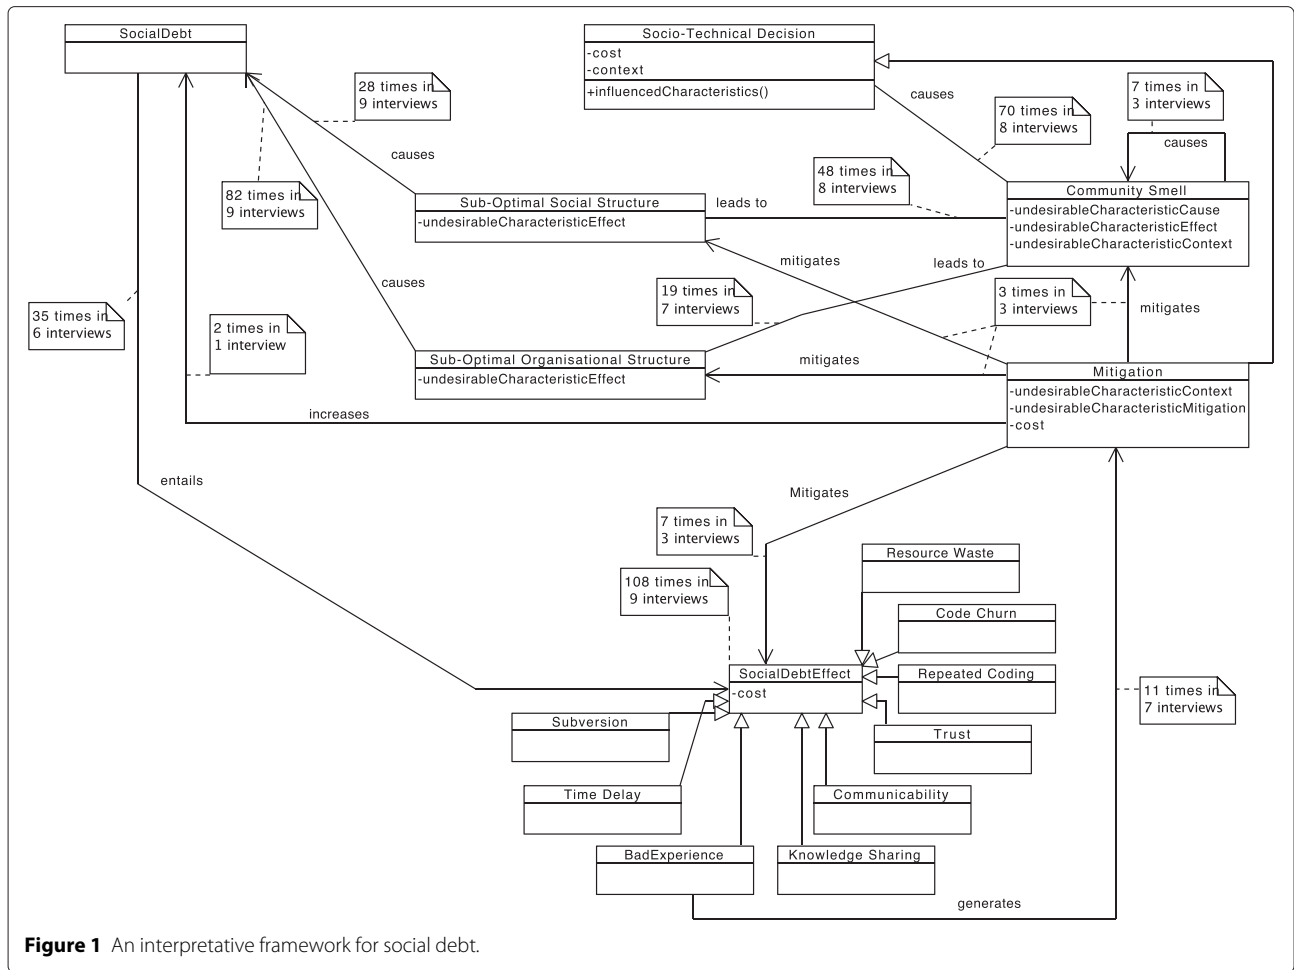 SocialDebt
Socio-Technical Decision
-cost
-context
+influencedCharacteristics()
28 times in
9 interviews
causes
70 times in
8 interviews
7 times in
3 interviews
causes
causes
82 times in
9 interviews
Sub-Optimal Social Structure
-undesirableCharacteristicEffect
leads to
48 times in
8 interviews
Community Smell
-undesirableCharacteristicCause
-undesirableCharacteristicEffect
-undesirableCharacteristicContext
mitigates
leads to
causes
19 times in
7 interviews
3 times in
3 interviews
mitigates
35 times in
6 interviews
2 times in
1 interview
Sub-Optimal Organisational Structure
-undesirableCharacteristicEffect
mitigates
Mitigation
-undesirableCharacteristicContext
-undesirableCharacteristicMitigation
-cost
increases
entails
Mitigates
7 times in
3 interviews
108 times in
9 interviews
Resource Waste
Code Churn
SocialDebtEffect
-cost
Repeated Coding
11 times in
7 interviews
Subversion
Trust
Time Delay
Communicability
BadExperience
Knowledge Sharing
generates
Figure 1 An interpretative framework for social debt.